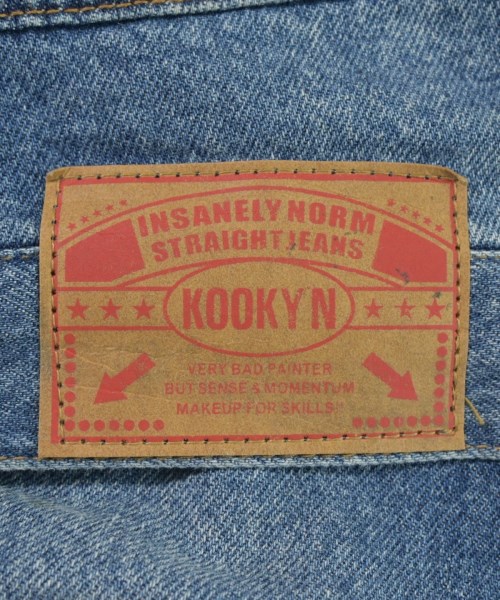 INSANELY NORM
STRAIGHT JEANS
KOOKY'N
VERY BAD PAINTER
BUT SENSE & MOMENTUM
MAKEUP FOR SKILLS!!